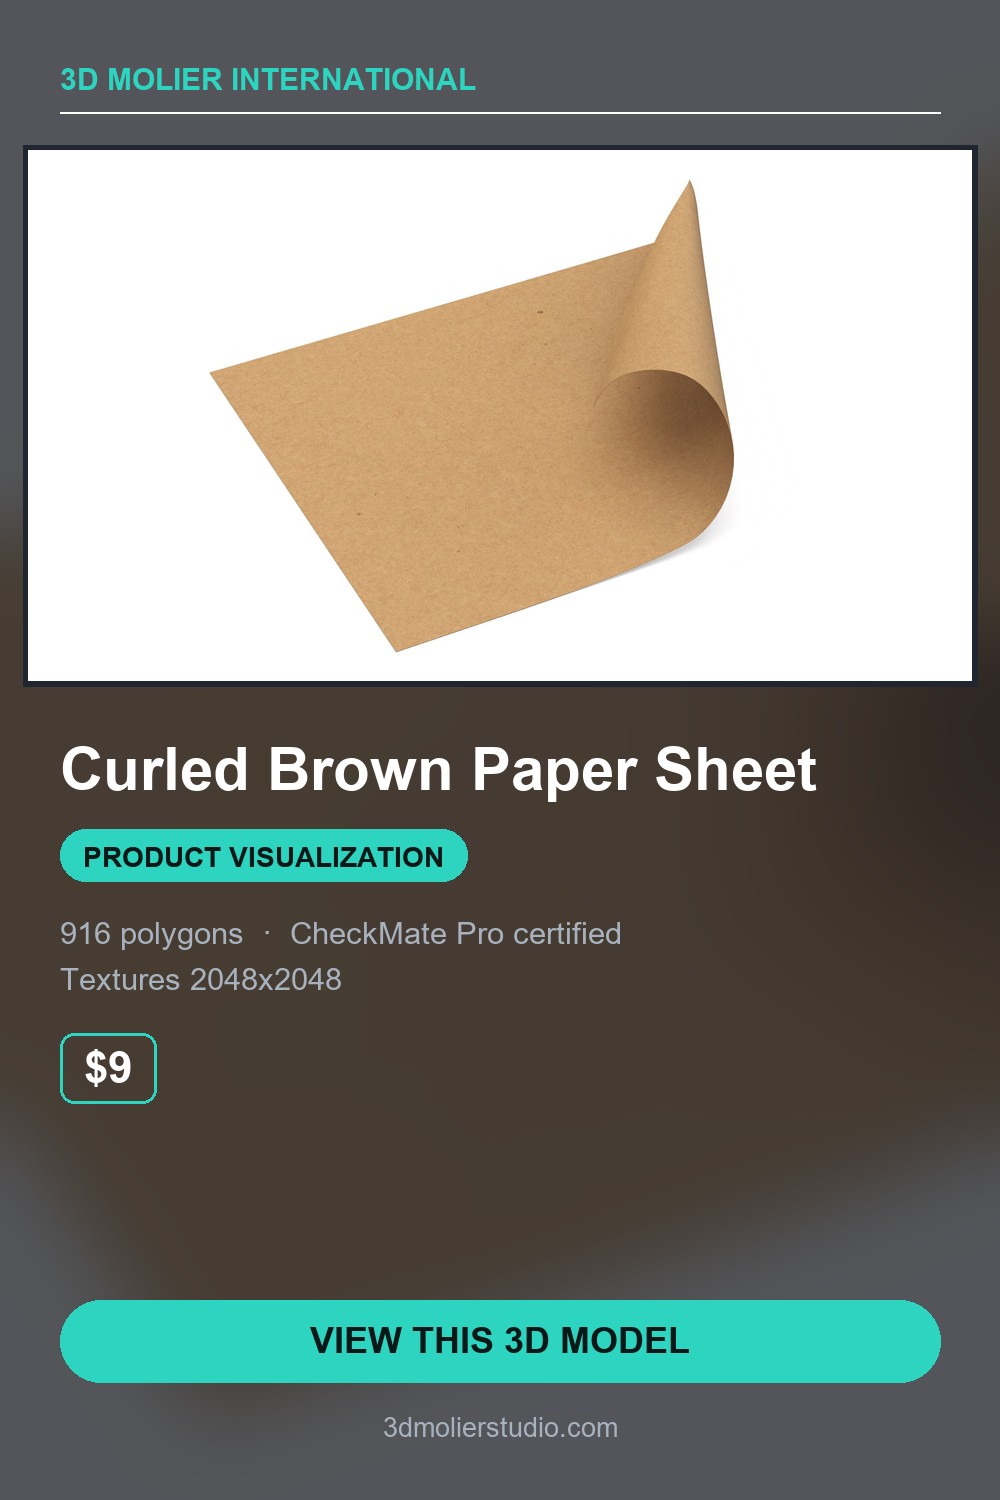 3D MOLIER INTERNATIONAL
Curled Brown Paper Sheet
PRODUCT VISUALIZATION
916 polygons · CheckMate Pro certified
Textures 2048x2048
$9
VIEW THIS 3D MODEL
3dmolierstudio.com